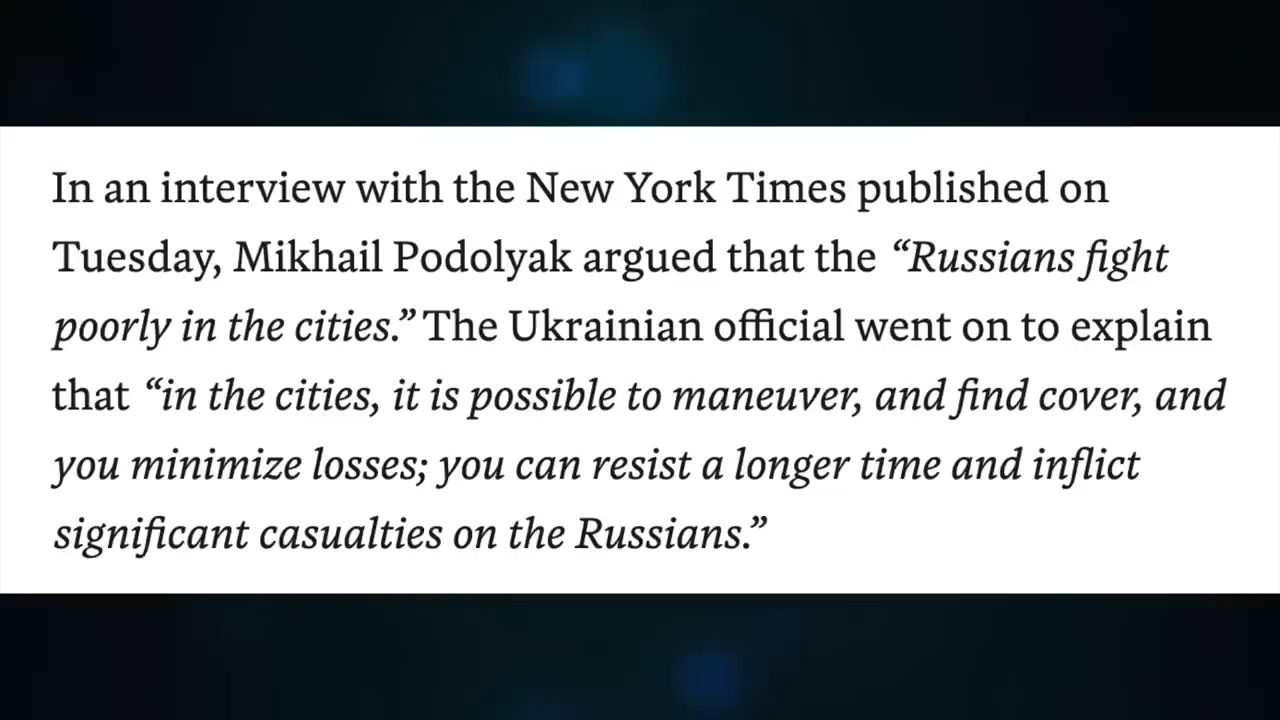 In an interview with the New York Times published on
Tuesday, Mikhail Podolyak argued that the “Russians fight
poorly in the cities.” The Ukrainian official went on to explain
that “in the cities, it is possible to maneuver, and find cover, and
you minimize losses; you can resist a longer time and inflict
significant casualties on the Russians.”